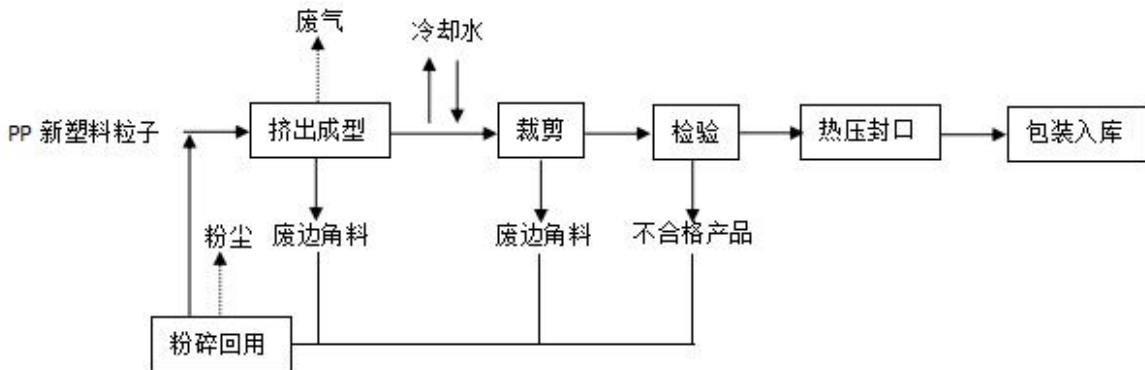 废气
冷却水
PP 新塑料粒子
挤出成型
裁剪
检验
热压封口
包装入库
粉尘
废边角料
废边角料
不合格产品
粉碎回用